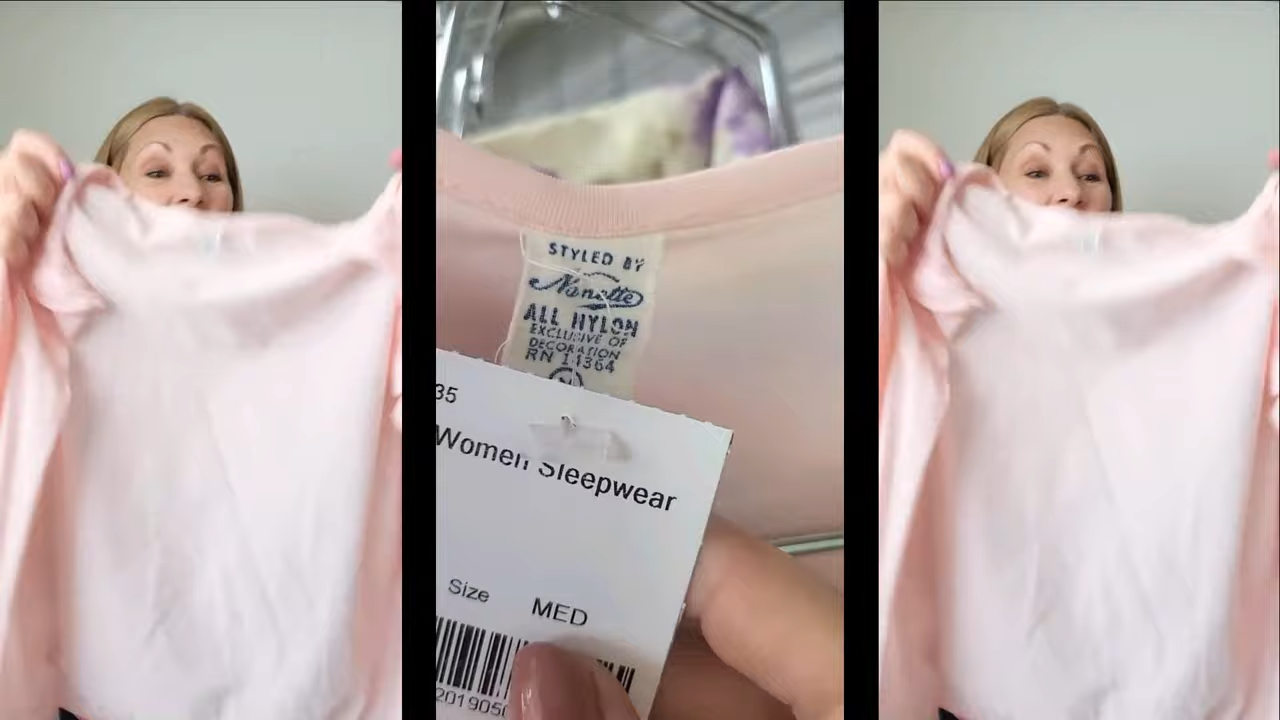 STYLED BY
Nanette
ALL NYLON
EXCLUSIVE OF
DECORATION
RN 11364
35
Women Sleepwear
Size MED